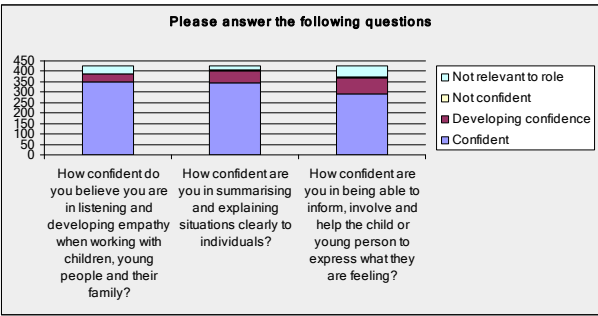 Please answer the following questions
450
400
350
300
250
200
150
100
50
0
How confident do
you believe you are
in listening and
developing empathy
when working with
children, young
people and their
family?
How confident are
you in summarising
and explaining
situations clearly to
individuals?
How confident are
you in being able to
inform, involve and
help the child or
young person to
express what they
are feeling?
Not relevant to role
Not confident
Developing confidence
Confident